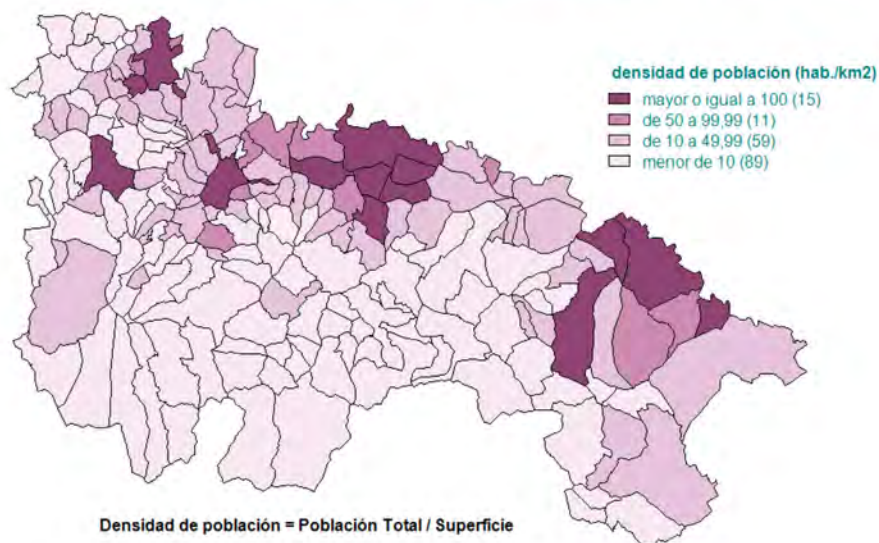 densidad de población (hab./km2)
mayor o igual a 100 (15)
de 50 a 99,99 (11)
de 10 a 49,99 (59)
menor de 10 (89)
Densidad de población = Población Total / Superficie